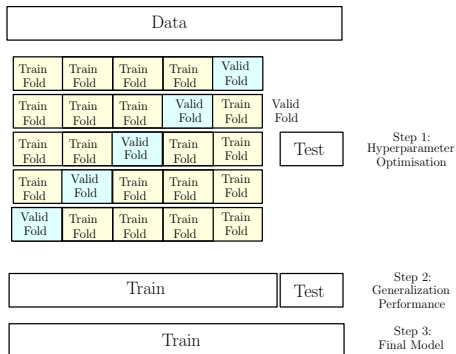 Data
Train Train Train Train Valid
Fold Fold Fold Fold Fold
Train Train Train Valid Train Valid
Fold Fold Fold Fold Fold Fold
Train Train Valid Train Train
Fold Fold Fold Fold Fold
Test
Step 1:
Hyperparameter
Optimisation
Train Valid Train Train Train
Fold Fold Fold Fold Fold
Valid Train Train Train Train
Fold Fold Fold Fold Fold
Train
Test
Step 2:
Generalization
Performance
Train
Step 3:
Final Model